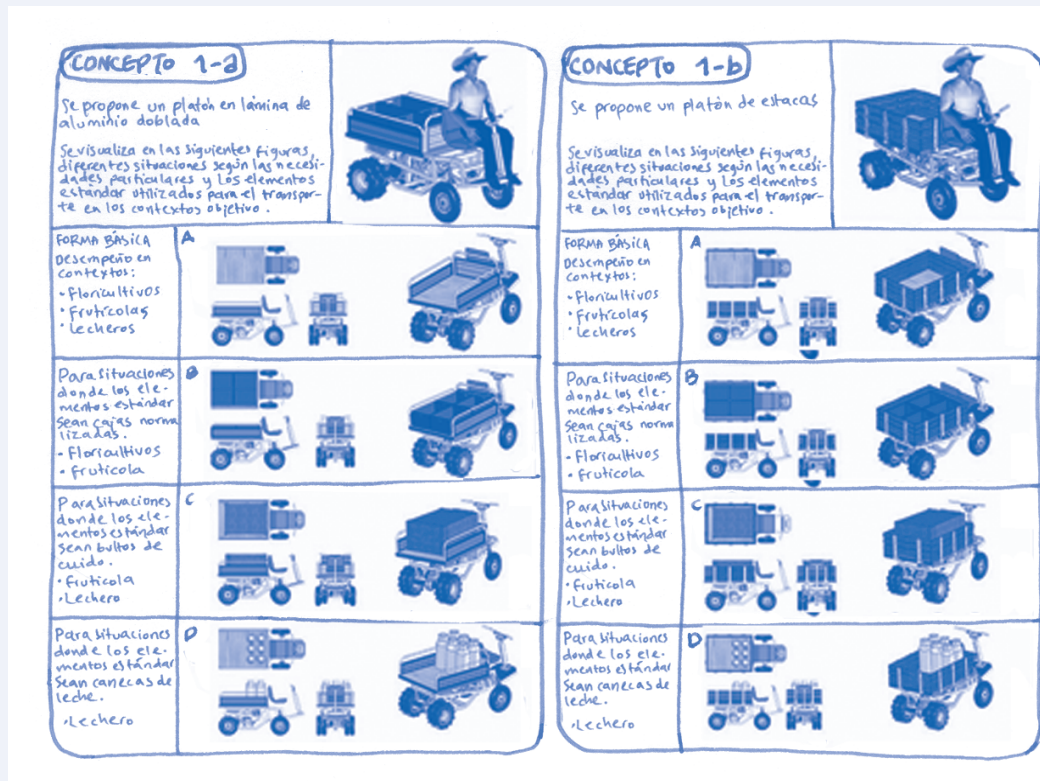 CONCEPTO 1-a
Se propone un platón en lámina de
aluminio doblada
Se visualiza en las siguientes figuras,
diferentes situaciones según las necesi-
dades particulares y Los elementos
estándar utilizados para el transpor-
te en los contextos objetivo.
FORMA BÁSICA
Desempeño en
contextos:
• Floricultivos
• Frutícolas
• Lecheros
A
Para situaciones
donde los ele-
mentos estándar
Sean cajas norma
lizadas.
- Floricultivos
• Fruticola
B
Para situaciones
donde los ele-
mentos estándar
Sean bultos de
cuido.
• Fruticola
• Lechero
C
Para situaciones
donde los ele-
mentos estándar
Sean canecas de
leche.
• Lechero
D
CONCEPTO 1-b
Se propone un platón de estacas
Se visualiza en las siguientes figuras,
diferentes situaciones según las necesi-
dades particulares y Los elementos
estándar utilizados para el transpor-
te en los contextos objetivo.
FORMA BÁSICA
Desempeño en
contextos:
• Floricultivos
• Frutícolas
• Lecheros
A
Para situaciones
donde los ele-
mentos estándar
Sean cajas norma
lizadas.
- Floricultivos
• Fruticola
B
Para situaciones
donde los ele-
mentos estándar
Sean bultos de
cuido.
• Fruticola
• Lechero
C
Para situaciones
donde los ele-
mentos estándar
Sean canecas de
leche.
• Lechero
D